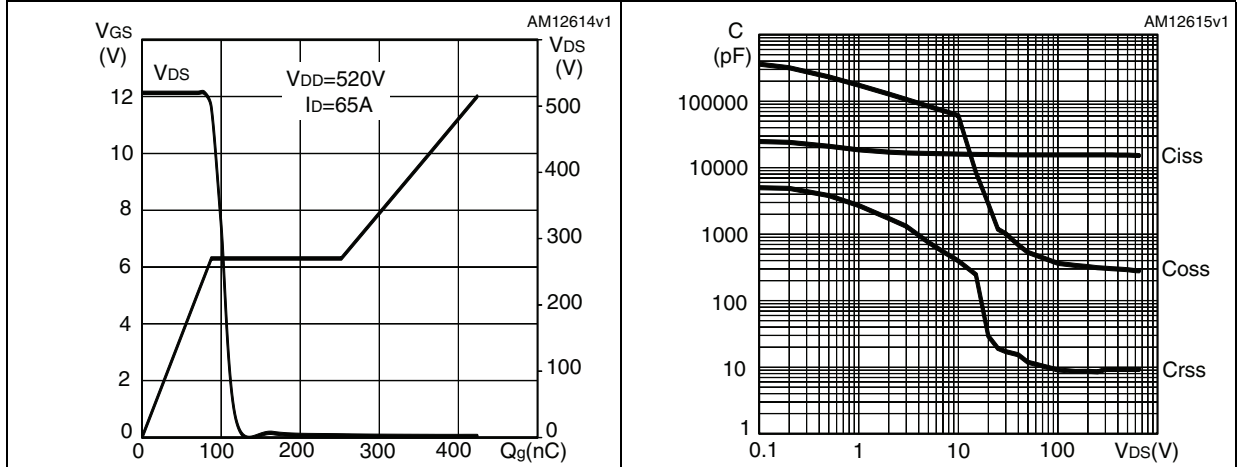 AM12614v1
VGS
(V)
VDS
(V)
VDS
VDD=520V
ID=65A
12
10
8
6
4
2
0
500
400
300
200
100
0
0
100
200
300
400
Qg(nC)
AM12615v1
C
(pF)
100000
10000
1000
100
10
1
0.1
1
10
100
VDS(V)
Ciss
Coss
Crss